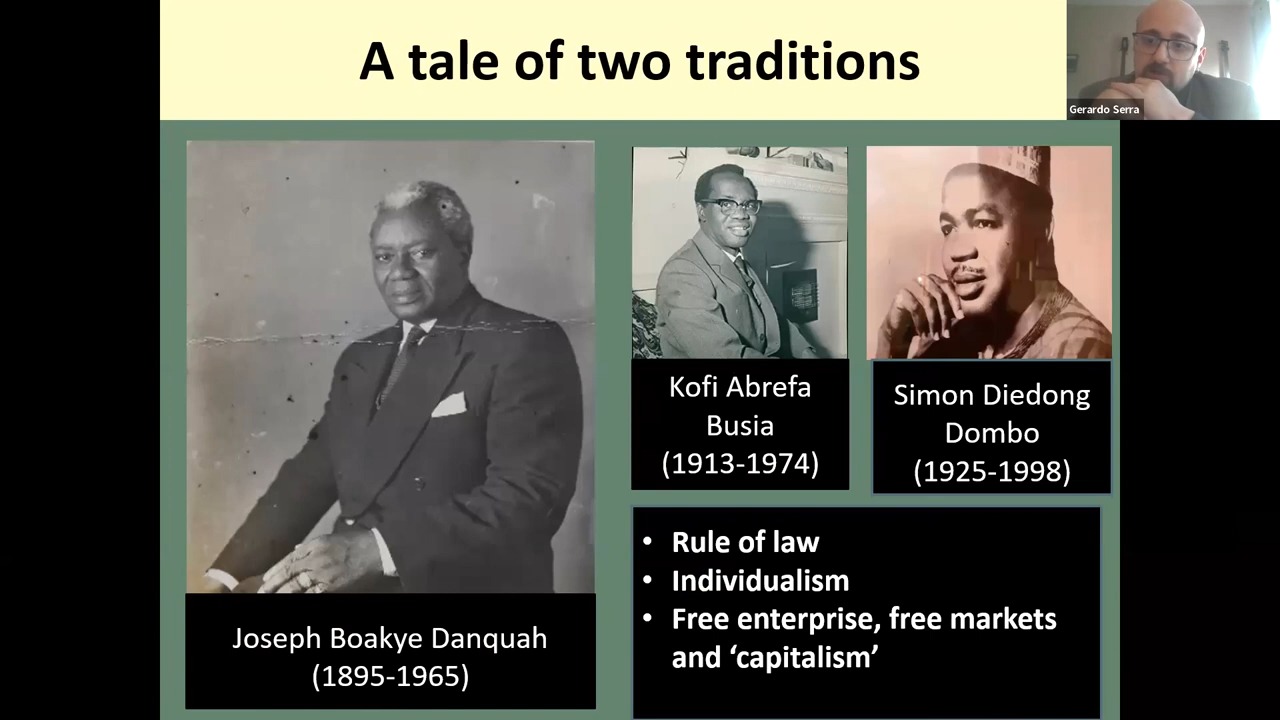 A tale of two traditions
Gerardo Serra
Joseph Boakye Danquah
(1895-1965)
Kofi Abrefa
Busia
(1913-1974)
Simon Diedong
Dombo
(1925-1998)
• Rule of law
• Individualism
• Free enterprise, free markets
and ‘capitalism’